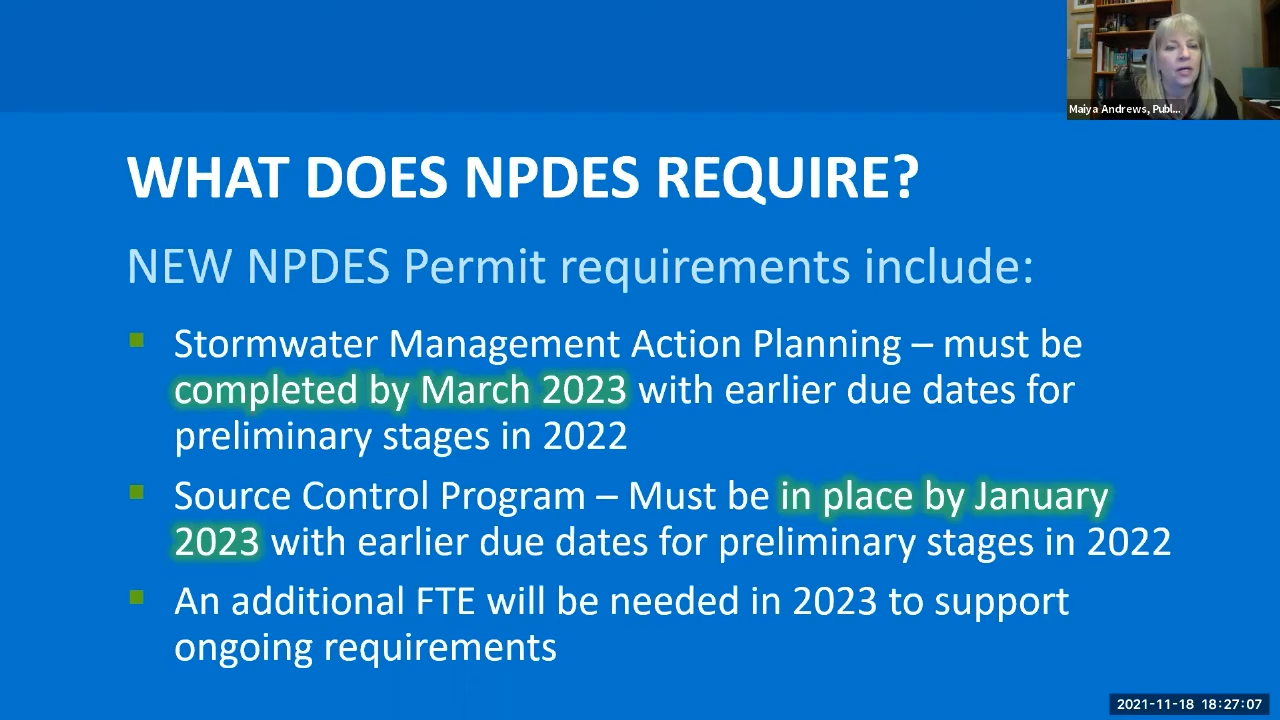 Maiya Andrews, Publ...
WHAT DOES NPDES REQUIRE?
NEW NPDES Permit requirements include:
Stormwater Management Action Planning – must be
completed by March 2023 with earlier due dates for
preliminary stages in 2022
Source Control Program – Must be in place by January
2023 with earlier due dates for preliminary stages in 2022
An additional FTE will be needed in 2023 to support
ongoing requirements
2021-11-18 18:27:07